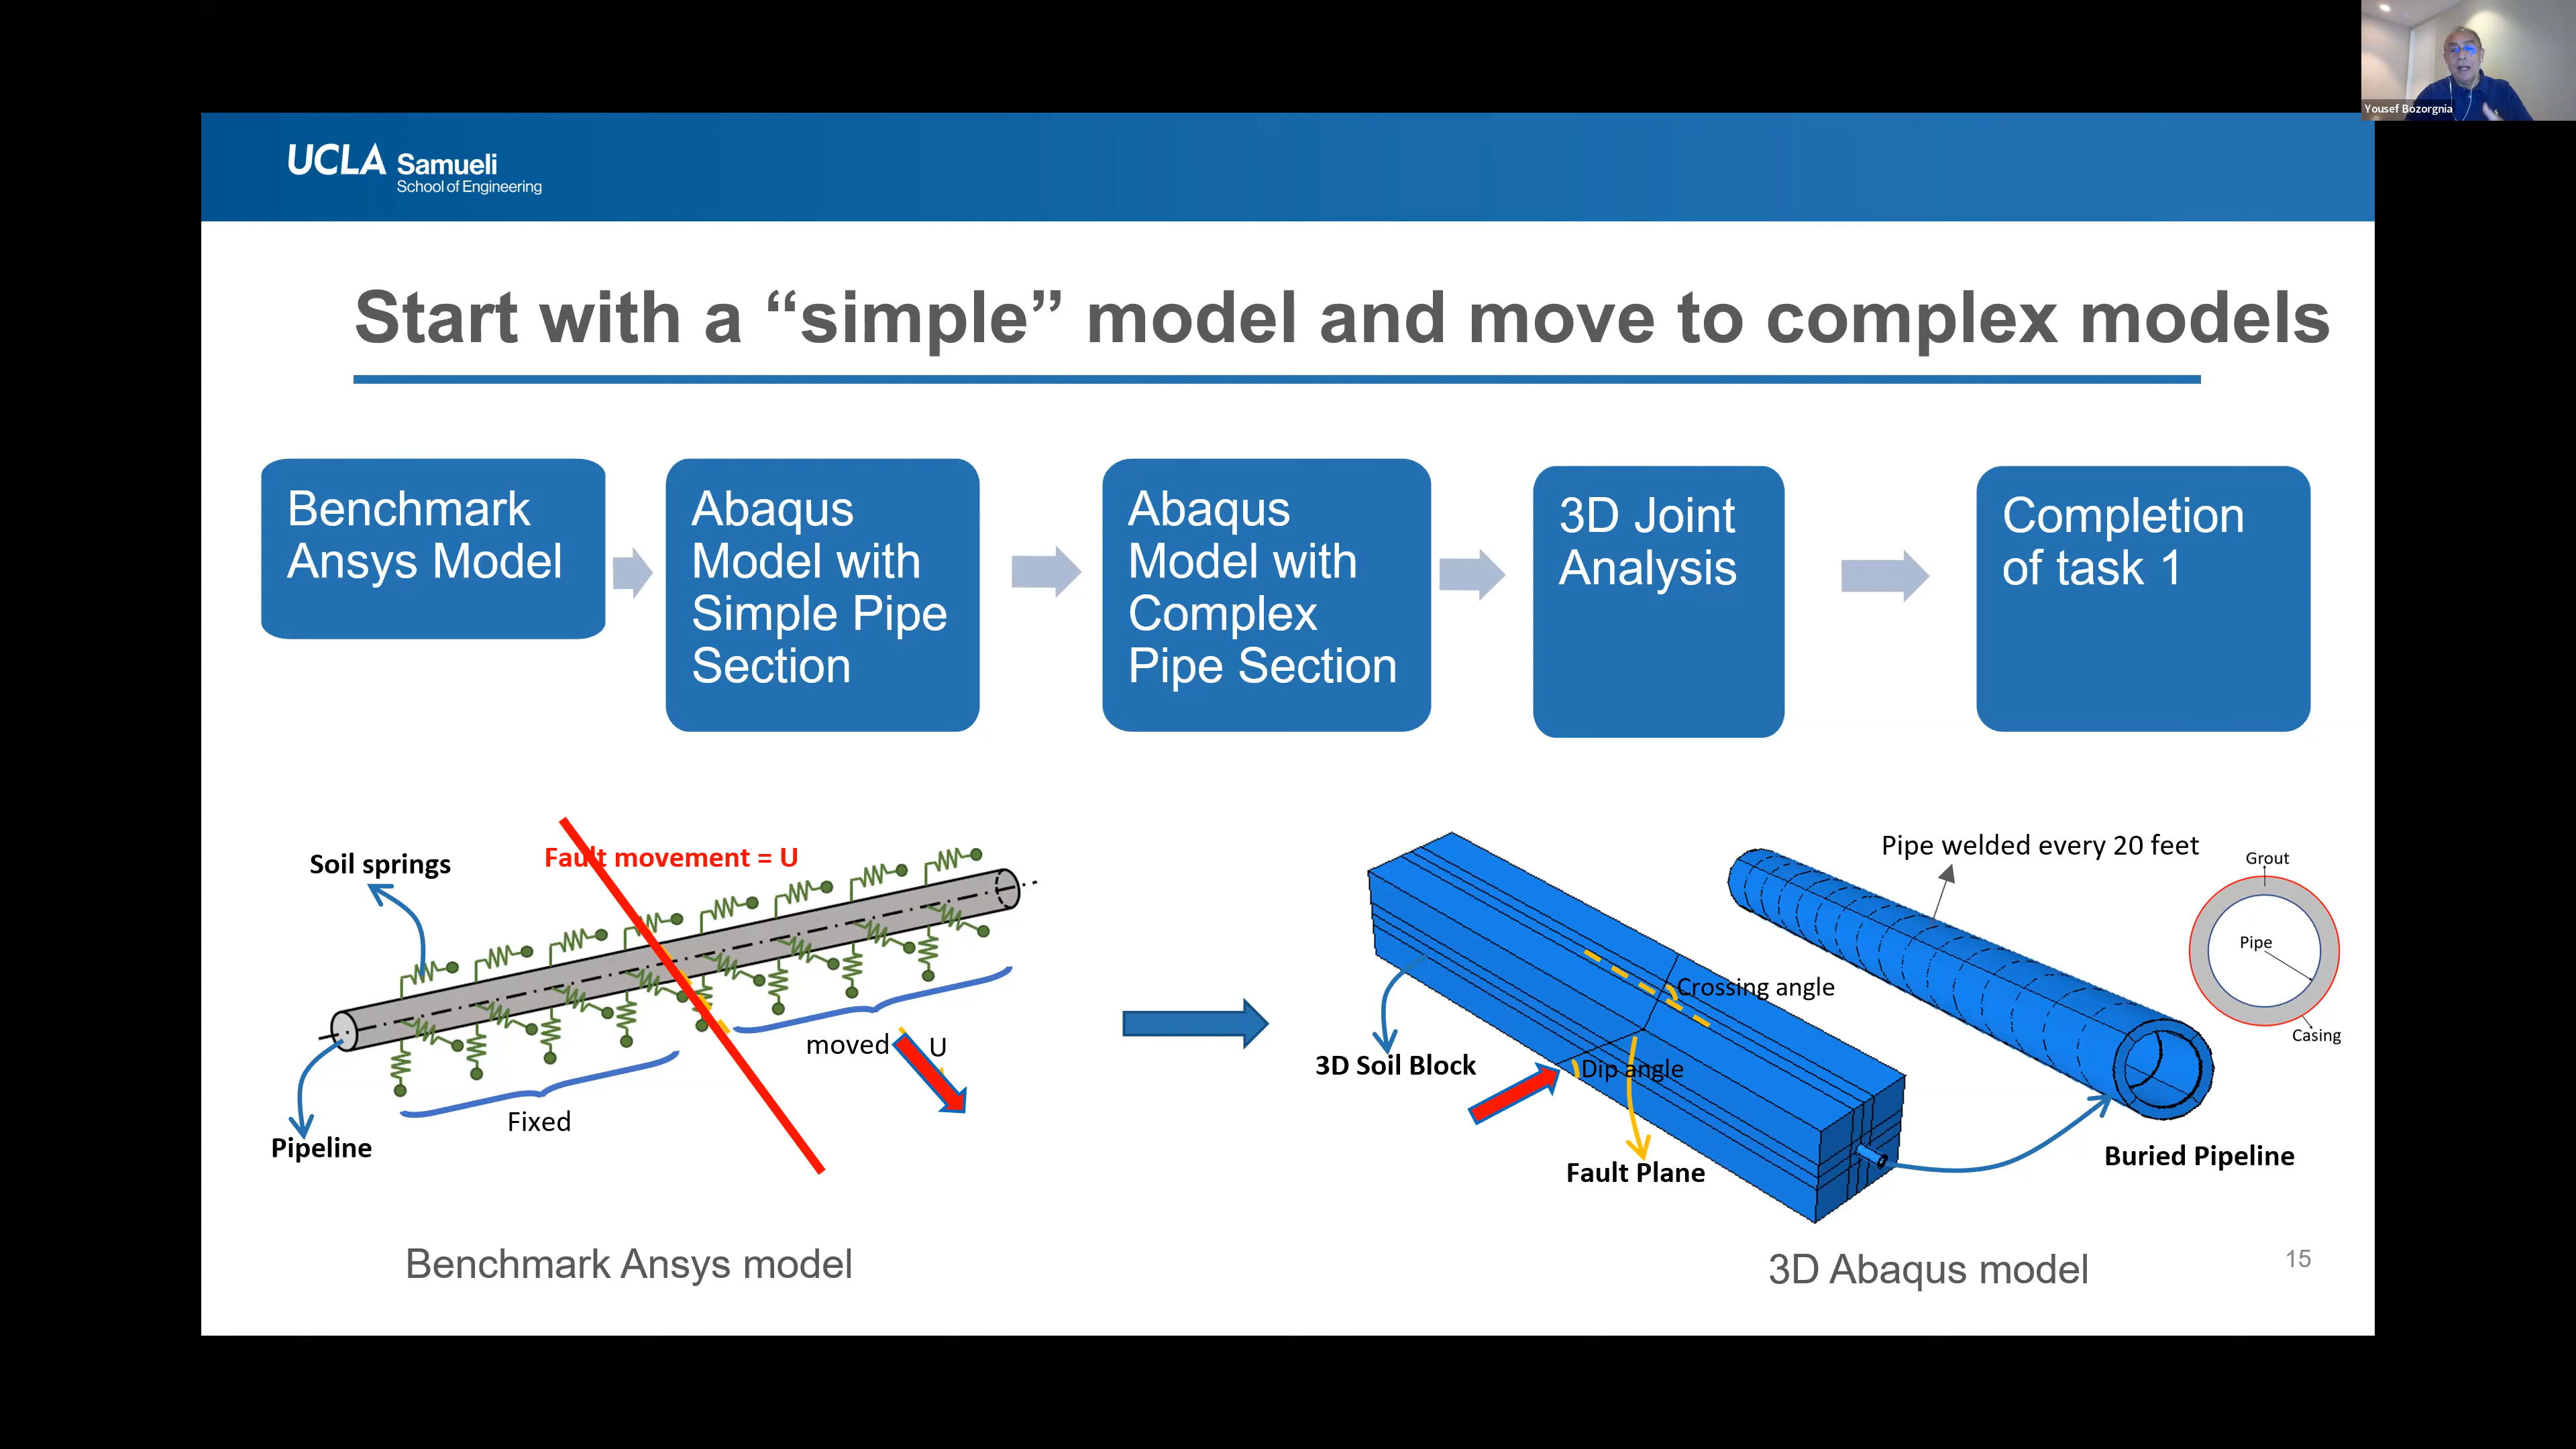 Yousef Bozorgnia
UCLA Samueli
School of Engineering
Start with a “simple” model and move to complex models
Benchmark
Ansys Model
Abaqus
Model with
Simple Pipe
Section
Abaqus
Model with
Complex
Pipe Section
3D Joint
Analysis
Completion
of task 1
Soil springs
Fault movement = U
moved
U
Fixed
Pipeline
Benchmark Ansys model
Pipe welded every 20 feet
Grout
Pipe
Casing
Crossing angle
3D Soil Block
Dip angle
Fault Plane
Buried Pipeline
3D Abaqus model
15